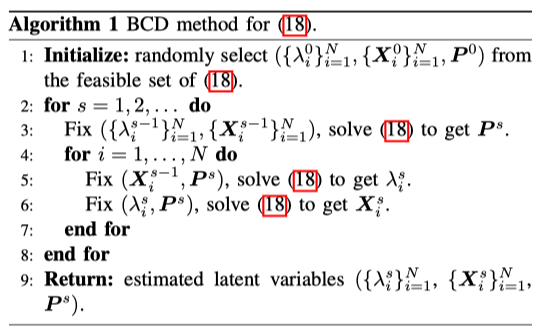 Algorithm 1 BCD method for (18).
1: Initialize: randomly select ({λ_i^0}_{i=1}^N, {X_i^0}_{i=1}^N, P^0) from
the feasible set of (18).
2: for s = 1, 2, . . . do
3: Fix ({λ_i^{s−1}}_{i=1}^N, {X_i^{s−1}}_{i=1}^N), solve (18) to get P^s.
4: for i = 1, . . . , N do
5: Fix (X_i^{s−1}, P^s), solve (18) to get λ_i^s.
6: Fix (λ_i^s, P^s), solve (18) to get X_i^s.
7: end for
8: end for
9: Return: estimated latent variables ({λ_i^s}_{i=1}^N, {X_i^s}_{i=1}^N,
P^s).